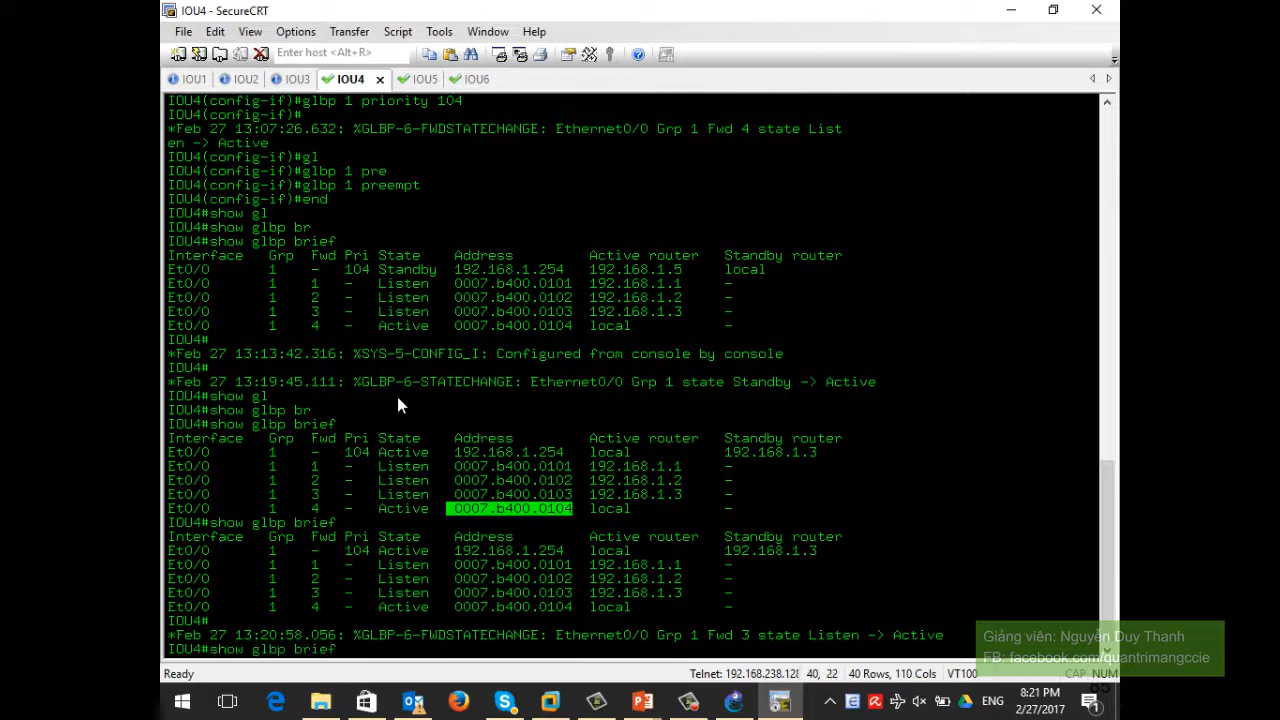 IOU4 - SecureCRT
File Edit View Options Transfer Script Tools Window Help
Enter host <Alt+R>
IOU1 IOU2 IOU3 IOU4 IOU5 IOU6
IOU4(config-if)#glbp 1 priority 104
IOU4(config-if)#
*Feb 27 13:07:26.632: %GLBP-6-FWDSTATECHANGE: Ethernet0/0 Grp 1 Fwd 4 state List
en -> Active
IOU4(config-if)#gl
IOU4(config-if)#glbp 1 pre
IOU4(config-if)#glbp 1 preempt
IOU4(config-if)#end
IOU4#show gl
IOU4#show glbp br
IOU4#show glbp brief
Interface Grp Fwd Pri State Address Active router Standby router
Et0/0 1 - 104 Standby 192.168.1.254 192.168.1.5 local
Et0/0 1 1 - Listen 0007.b400.0101 192.168.1.1 -
Et0/0 1 2 - Listen 0007.b400.0102 192.168.1.2 -
Et0/0 1 3 - Listen 0007.b400.0103 192.168.1.3 -
Et0/0 1 4 - Active 0007.b400.0104 local -
IOU4#
*Feb 27 13:13:42.316: %SYS-5-CONFIG_I: Configured from console by console
IOU4#
*Feb 27 13:19:45.111: %GLBP-6-STATECHANGE: Ethernet0/0 Grp 1 state Standby -> Active
IOU4#show gl
IOU4#show glbp br
IOU4#show glbp brief
Interface Grp Fwd Pri State Address Active router Standby router
Et0/0 1 - 104 Active 192.168.1.254 local 192.168.1.3
Et0/0 1 1 - Listen 0007.b400.0101 192.168.1.1 -
Et0/0 1 2 - Listen 0007.b400.0102 192.168.1.2 -
Et0/0 1 3 - Listen 0007.b400.0103 192.168.1.3 -
Et0/0 1 4 - Active 0007.b400.0104 local -
IOU4#show glbp brief
Interface Grp Fwd Pri State Address Active router Standby router
Et0/0 1 - 104 Active 192.168.1.254 local 192.168.1.3
Et0/0 1 1 - Listen 0007.b400.0101 192.168.1.1 -
Et0/0 1 2 - Listen 0007.b400.0102 192.168.1.2 -
Et0/0 1 3 - Listen 0007.b400.0103 192.168.1.3 -
Et0/0 1 4 - Active 0007.b400.0104 local -
IOU4#
*Feb 27 13:20:58.056: %GLBP-6-FWDSTATECHANGE: Ethernet0/0 Grp 1 Fwd 3 state Listen -> Active
IOU4#show glbp brief
Giảng viên: Nguyễn Duy Thanh
FB: facebook.com/quantrimangccie
Ready Telnet: 192.168.238.128 40, 22 40 Rows, 110 Cols VT100 CAP NUM
ENG 8:21 PM
2/27/2017